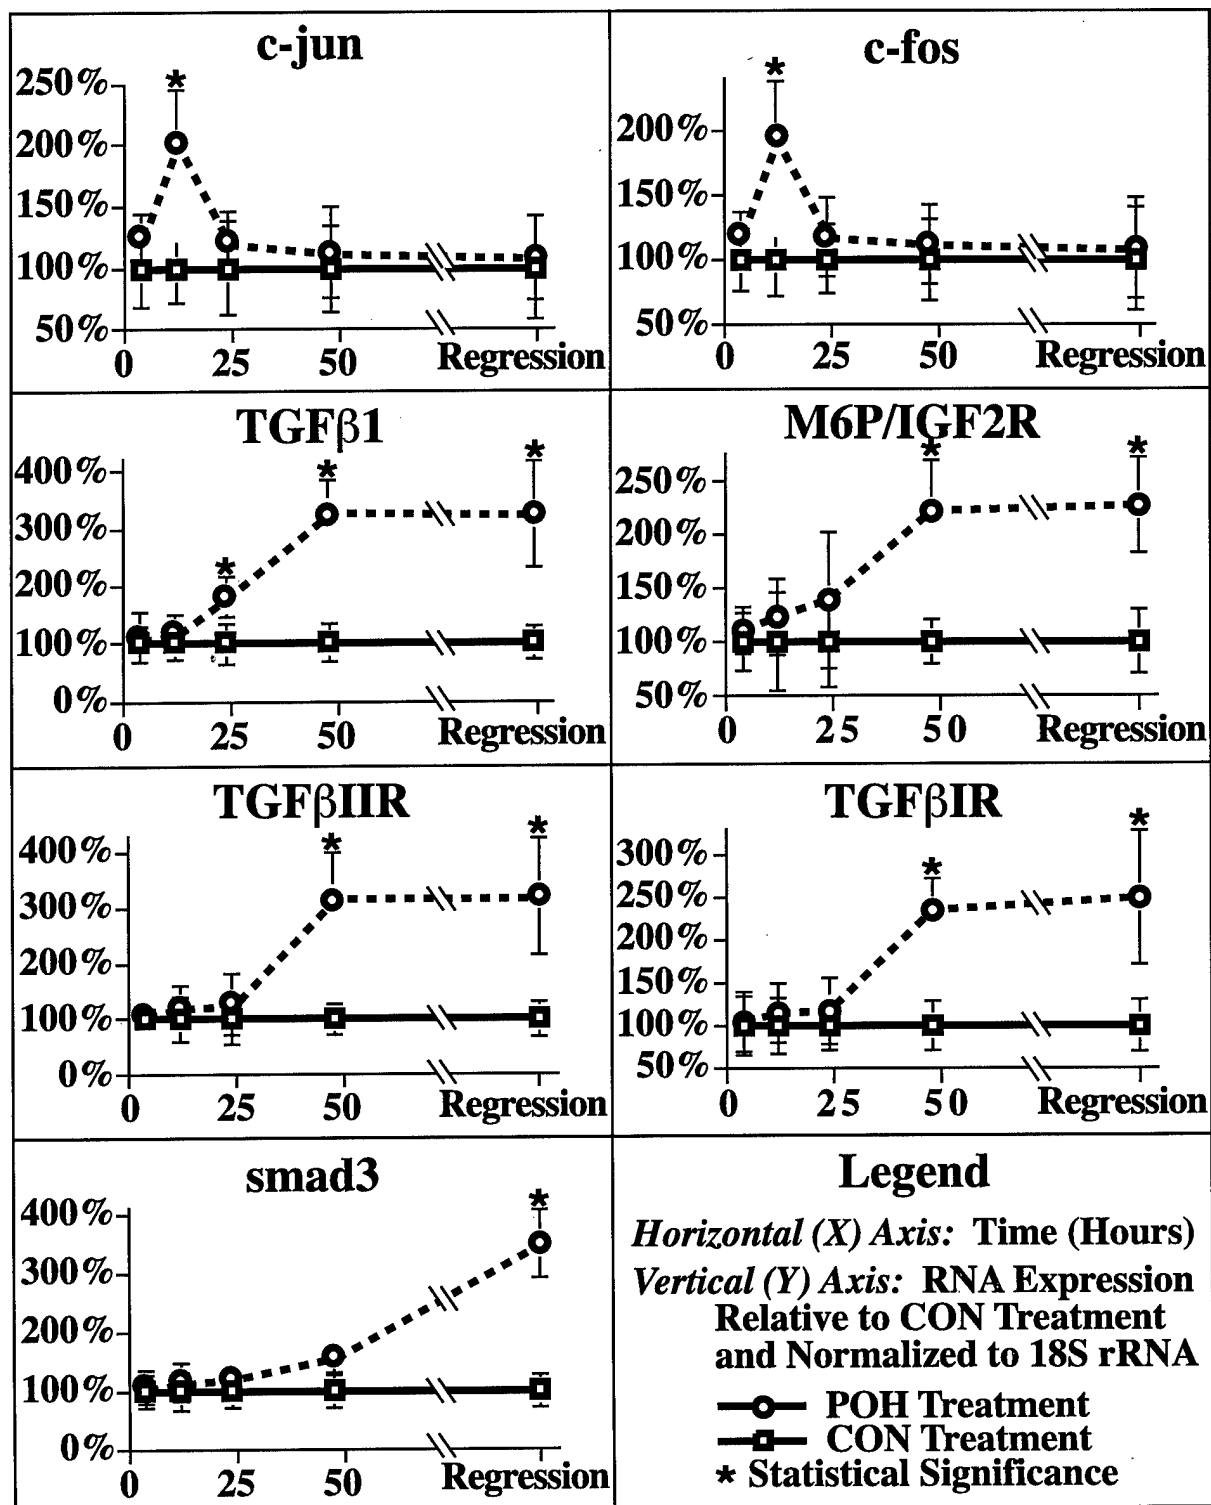 c-jun
250%
200%
150%
100%
50%
0 25 50 Regression
*
c-fos
200%
150%
100%
50%
0 25 50 Regression
*
TGFβ1
400%
300%
200%
100%
0%
0 25 50 Regression
* * *
M6P/IGF2R
250%
200%
150%
100%
50%
0 25 50 Regression
* *
TGFβIIR
400%
300%
200%
100%
0%
0 25 50 Regression
* *
TGFβIR
300%
250%
200%
150%
100%
50%
0 25 50 Regression
* *
smad3
400%
300%
200%
100%
0%
0 25 50 Regression
*
Legend
Horizontal (X) Axis: Time (Hours)
Vertical (Y) Axis: RNA Expression
Relative to CON Treatment
and Normalized to 18S rRNA
POH Treatment
CON Treatment
* Statistical Significance